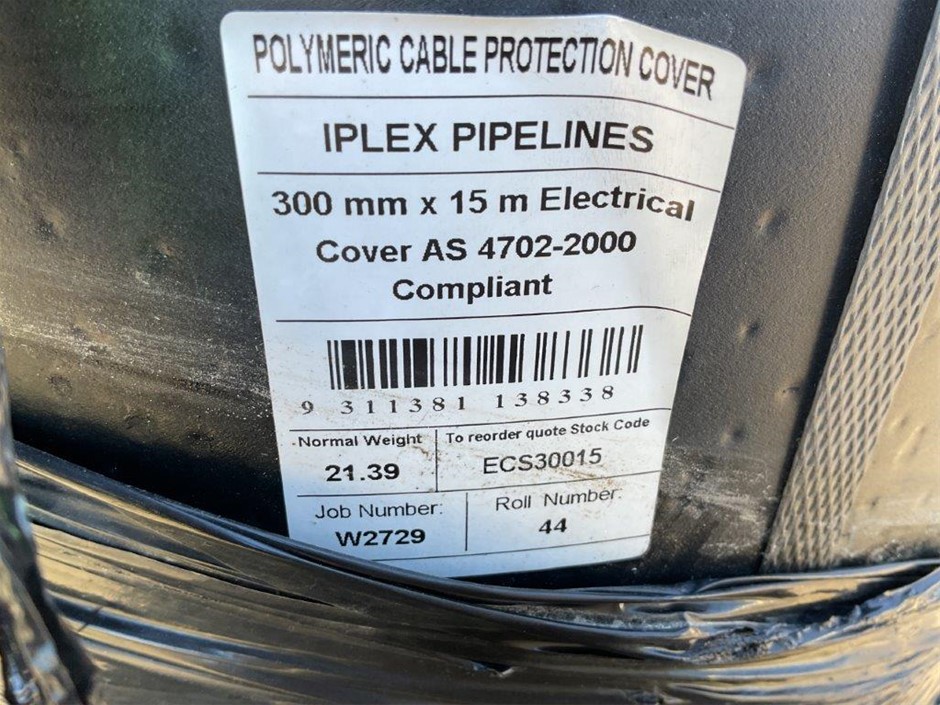 POLYMERIC CABLE PROTECTION COVER
IPLEX PIPELINES
300 mm x 15 m Electrical
Cover AS 4702-2000
Compliant
9 311381 138338
Normal Weight
21.39
To reorder quote Stock Code
ECS30015
Job Number:
W2729
Roll Number:
44